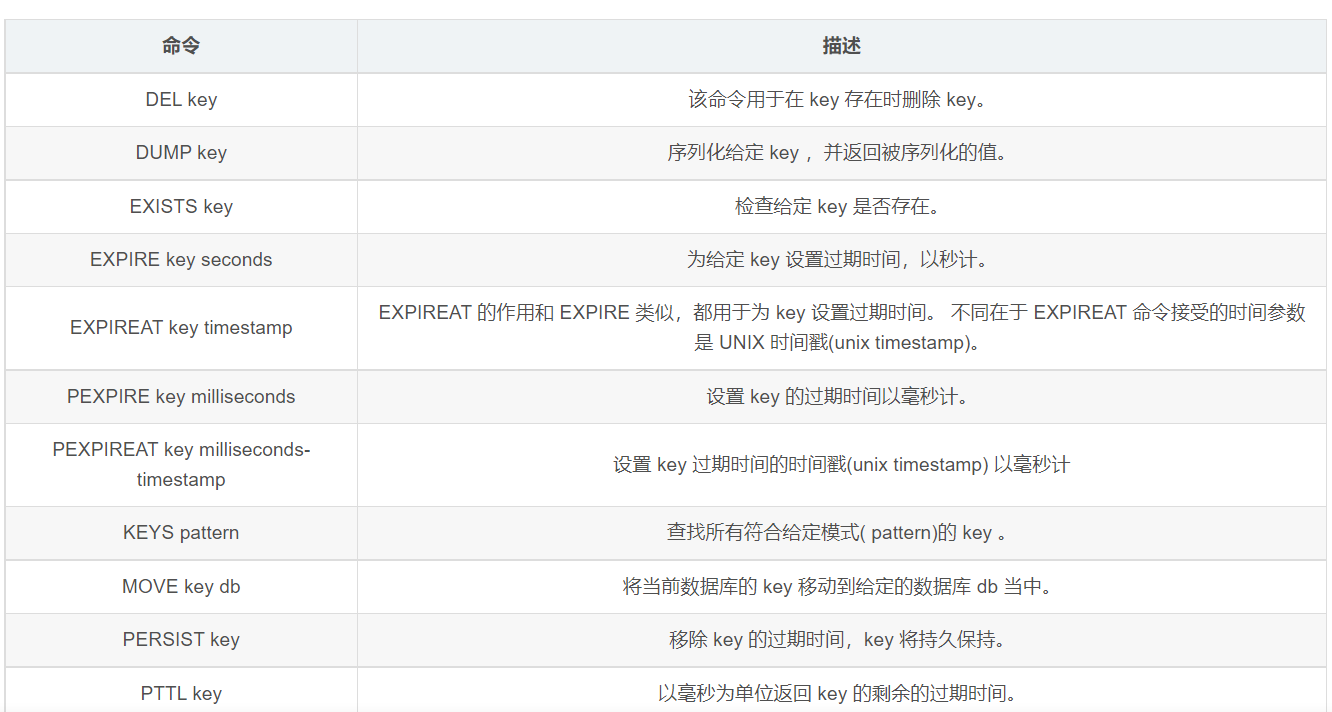 命令
描述
DEL key
该命令用于在 key 存在时删除 key。
DUMP key
序列化给定 key ，并返回被序列化的值。
EXISTS key
检查给定 key 是否存在。
EXPIRE key seconds
为给定 key 设置过期时间，以秒计。
EXPIREAT key timestamp
EXPIREAT 的作用和 EXPIRE 类似，都用于为 key 设置过期时间。 不同在于 EXPIREAT 命令接受的时间参数
是 UNIX 时间戳(unix timestamp)。
PEXPIRE key milliseconds
设置 key 的过期时间以毫秒计。
PEXPIREAT key milliseconds-
timestamp
设置 key 过期时间的时间戳(unix timestamp) 以毫秒计
KEYS pattern
查找所有符合给定模式( pattern)的 key 。
MOVE key db
将当前数据库的 key 移动到给定的数据库 db 当中。
PERSIST key
移除 key 的过期时间，key 将持久保持。
PTTL key
以毫秒为单位返回 key 的剩余的过期时间。